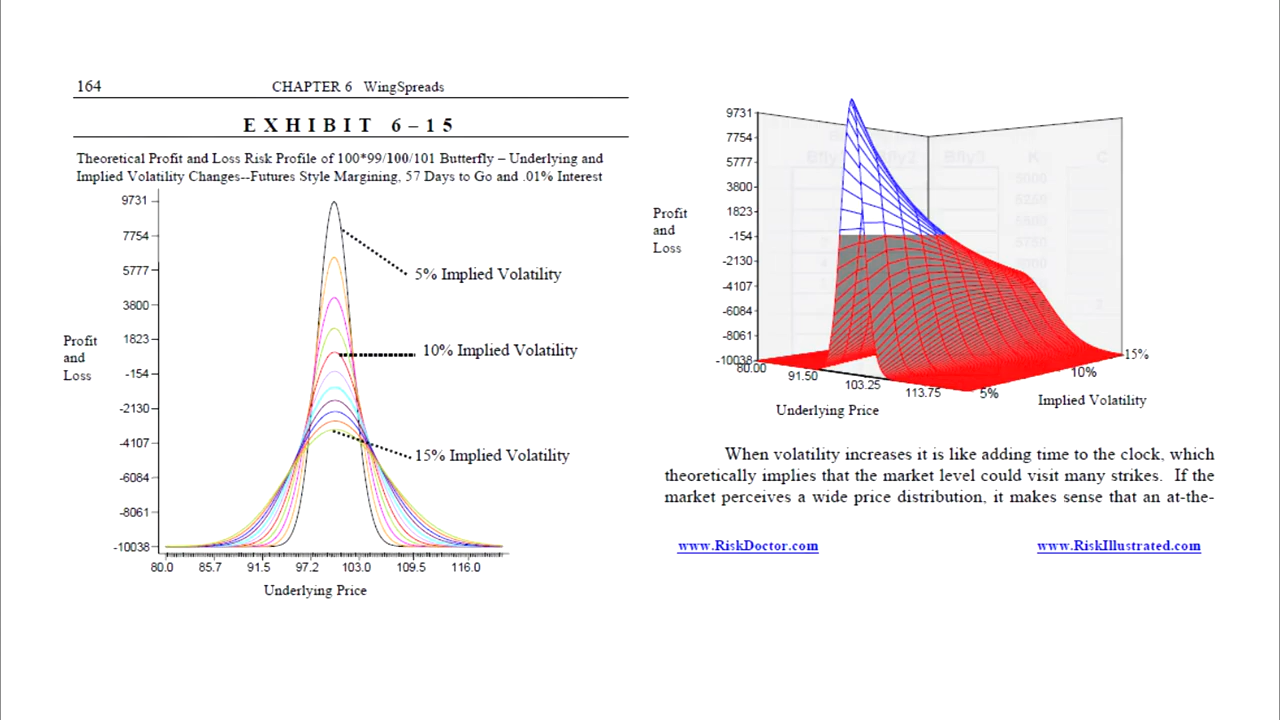 164
CHAPTER 6 WingSpreads
EXHIBIT 6–15
Theoretical Profit and Loss Risk Profile of 100*99/100/101 Butterfly – Underlying and
Implied Volatility Changes--Futures Style Margining, 57 Days to Go and .01% Interest
9731
7754
5777
3800
1823
-154
-2130
-4107
-6084
-8061
-10038
Profit
and
Loss
5% Implied Volatility
10% Implied Volatility
15% Implied Volatility
80.0 85.7 91.5 97.2 103.0 109.5 116.0
Underlying Price
9731
7754
5777
3800
1823
-154
-2130
-4107
-6084
-8061
-10038
Profit
and
Loss
80.00 91.50 103.25 113.75
5% 10% 15%
Underlying Price
Implied Volatility
When volatility increases it is like adding time to the clock, which
theoretically implies that the market level could visit many strikes. If the
market perceives a wide price distribution, it makes sense that an at-the-
www.RiskDoctor.com
www.RiskIllustrated.com